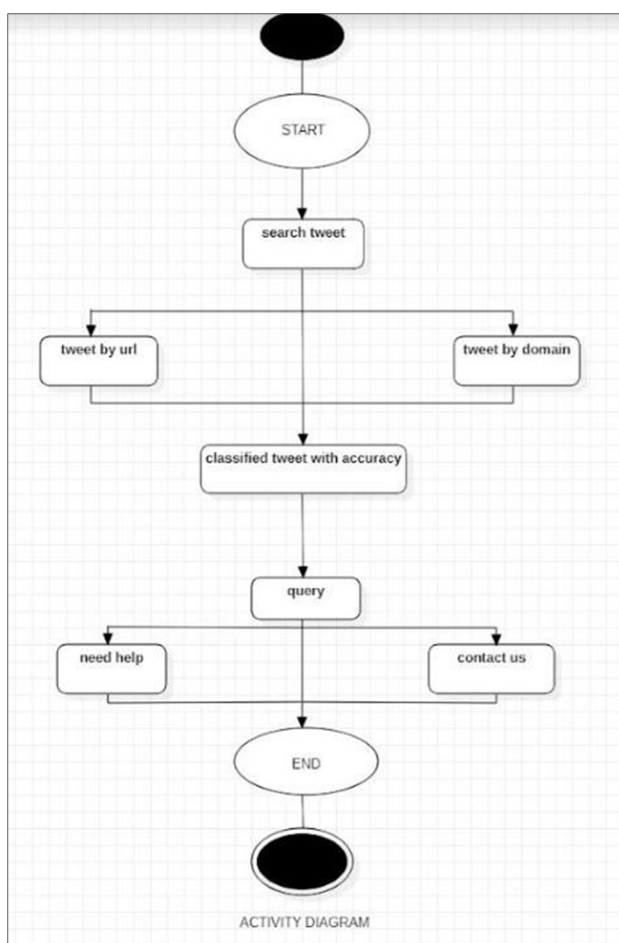 START
search tweet
tweet by url
tweet by domain
classified tweet with accuracy
query
need help
contact us
END
ACTIVITY DIAGRAM